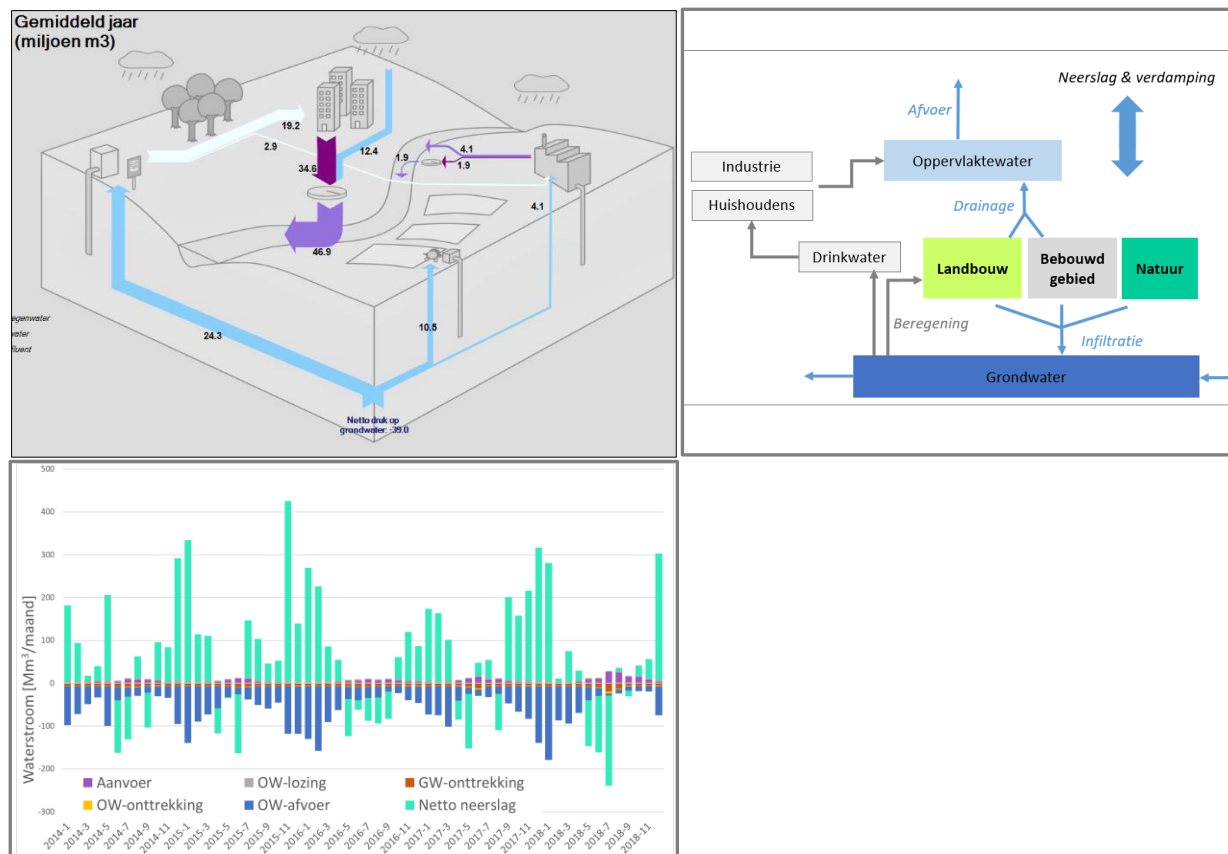 Gemiddeld jaar
(miljoen m3)
19.2
2.9
12.4
34.6
1.9
4.1
1.9
4.1
46.9
10.5
24.3
egenwater
ater
fluent
Netto druk op
grondwater: -39.0
Neerslag & verdamping
Afvoer
Industrie
Oppervlaktewater
Huishoudens
Drainage
Drinkwater
Landbouw
Bebouwd
gebied
Natuur
Beregening
Infiltratie
Grondwater
Waterstroom [Mm³/maand]
500
400
300
200
100
0
-100
-200
-300
Aanvoer
OW-lozing
GW-onttrekking
OW-onttrekking
OW-afvoer
Netto neerslag
2014-1
2014-3
2014-5
2014-7
2014-9
2014-11
2015-1
2015-3
2015-5
2015-7
2015-9
2015-11
2016-1
2016-3
2016-5
2016-7
2016-9
2016-11
2017-1
2017-3
2017-5
2017-7
2017-9
2017-11
2018-1
2018-3
2018-5
2018-7
2018-9
2018-11